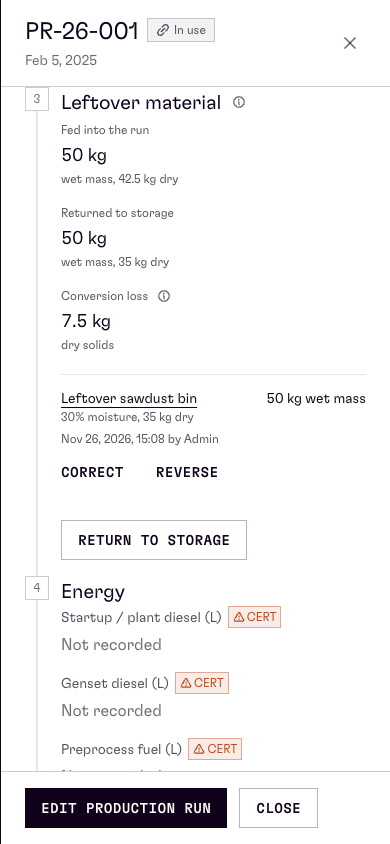 PR-26-001
In use
Feb 5, 2025
3
Leftover material
Fed into the run
50 kg
wet mass, 42.5 kg dry
Returned to storage
50 kg
wet mass, 35 kg dry
Conversion loss
7.5 kg
dry solids
Leftover sawdust bin
50 kg wet mass
30% moisture, 35 kg dry
Nov 26, 2026, 15:08 by Admin
CORRECT
REVERSE
RETURN TO STORAGE
4
Energy
Startup / plant diesel (L)
CERT
Not recorded
Genset diesel (L)
CERT
Not recorded
Preprocess fuel (L)
CERT
EDIT PRODUCTION RUN
CLOSE